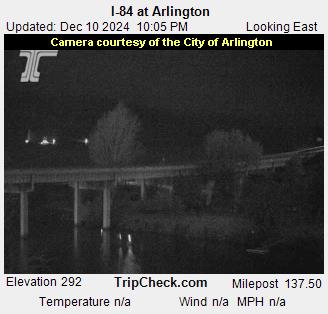 I-84 at Arlington
Updated: Dec 10 2024 10:05 PM Looking East
Camera courtesy of the City of Arlington
Elevation 292 TripCheck.com Milepost 137.50
Temperature n/a Wind n/a MPH n/a